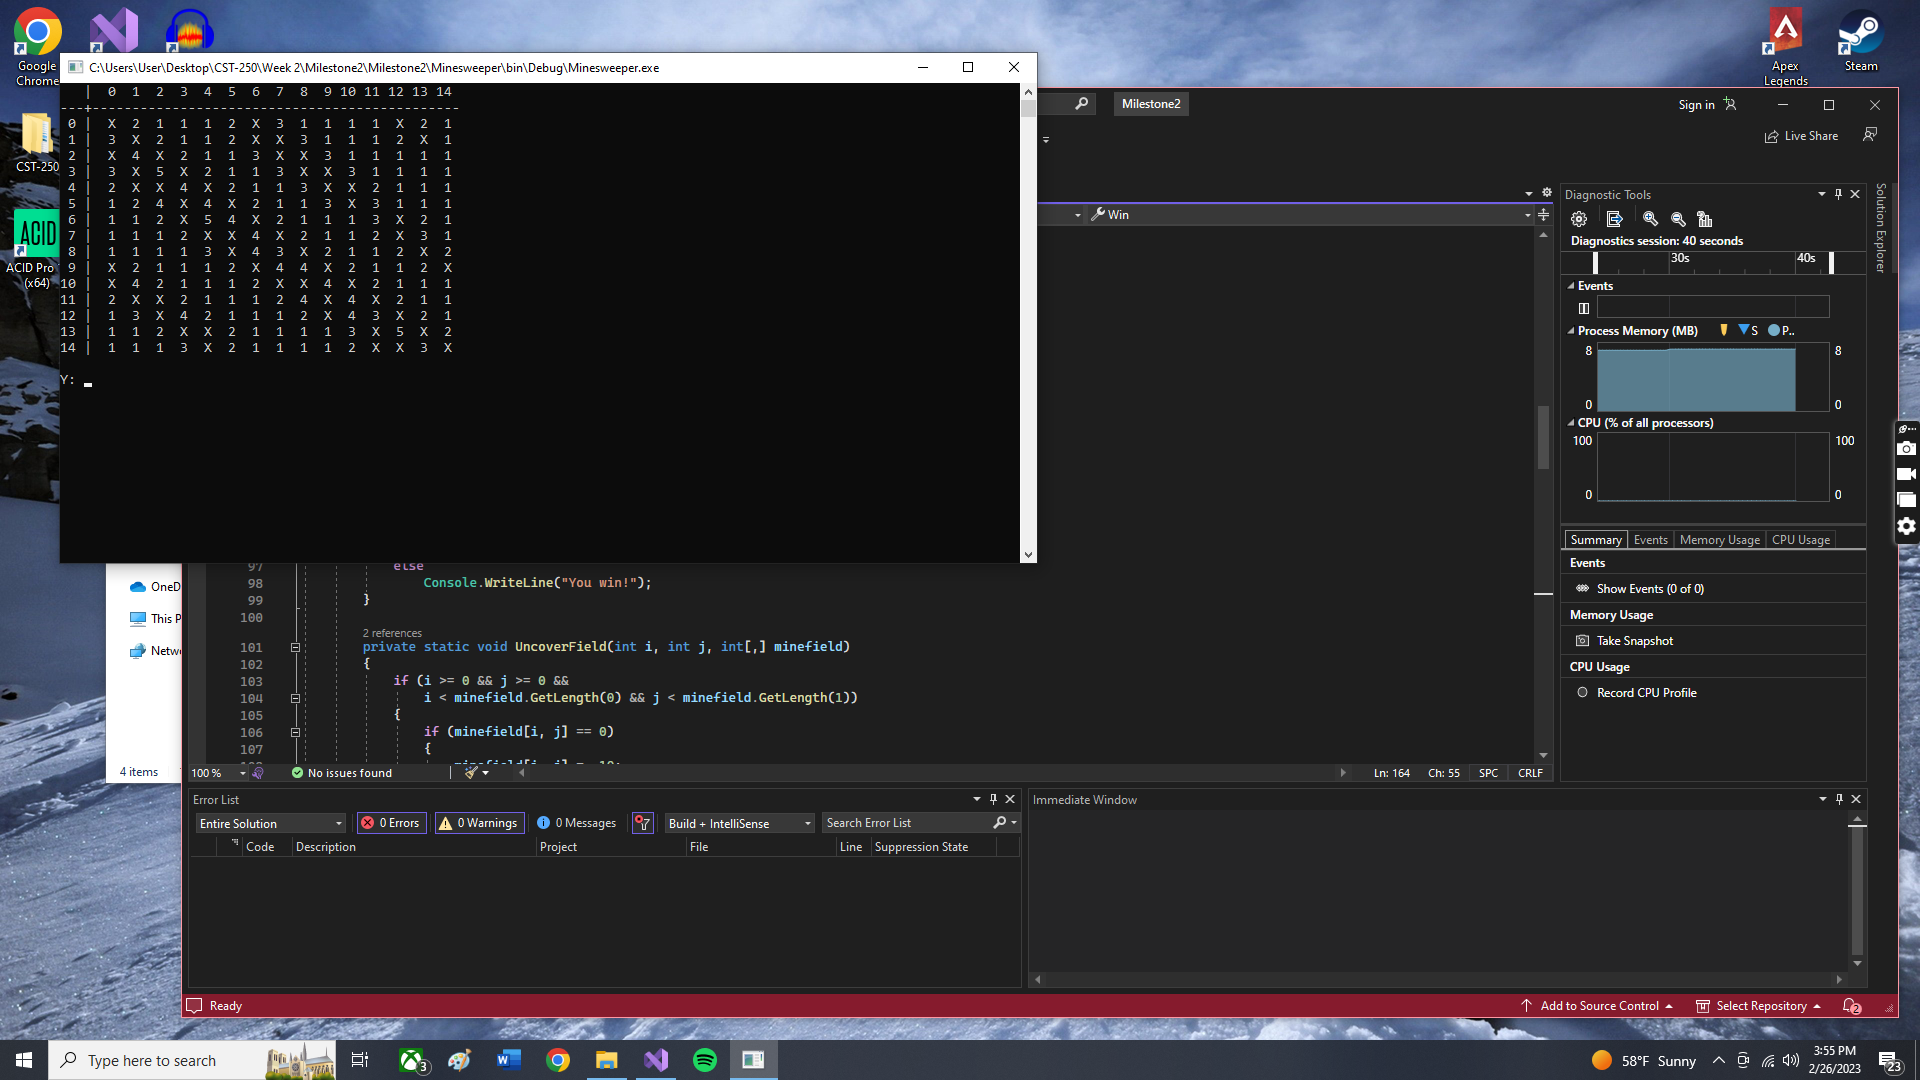 Google
Chrome
CST-250
ACID
ACID Pro
(x64)
Apex
Legends
Steam
C:\Users\User\Desktop\CST-250\Week 2\Milestone2\Milestone2\Minesweeper\bin\Debug\Minesweeper.exe
| 0 1 2 3 4 5 6 7 8 9 10 11 12 13 14
---+----------------------------------------------
0 | X 2 1 1 1 2 X 3 1 1 1 1 X 2 1
1 | 3 X 2 1 1 2 X X 3 1 1 1 2 X 1
2 | X 4 X 2 1 1 3 X X 3 1 1 1 1 1
3 | 3 X 5 X 2 1 1 3 X X 3 1 1 1 1
4 | 2 X X 4 X 2 1 1 3 X X 2 1 1 1
5 | 1 2 4 X 4 X 2 1 1 3 X 3 1 1 1
6 | 1 1 2 X 5 4 X 2 1 1 1 3 X 2 1
7 | 1 1 1 2 X X 4 X 2 1 1 2 X 3 1
8 | 1 1 1 1 3 X 4 3 X 2 1 1 2 X 2
9 | X 2 1 1 1 2 X 4 4 X 2 1 1 2 X
10 | X 4 2 1 1 1 2 X X 4 X 2 1 1 1
11 | 2 X X 2 1 1 1 2 4 X 4 X 2 1 1
12 | 1 3 X 4 2 1 1 1 2 X 4 3 X 2 1
13 | 1 1 2 X X 2 1 1 1 1 3 X 5 X 2
14 | 1 1 1 3 X 2 1 1 1 1 2 X X 3 X
Y:
Milestone2
Sign in
Live Share
Win
Solution Explorer
Diagnostic Tools
Diagnostics session: 40 seconds
30s 40s
Events
Process Memory (MB) S P..
8 8
0 0
CPU (% of all processors)
100 100
0 0
Summary Events Memory Usage CPU Usage
Events
Show Events (0 of 0)
Memory Usage
Take Snapshot
CPU Usage
Record CPU Profile
OneD
This P
Netw
4 items
97 else
98 Console.WriteLine("You win!");
99 }
100
2 references
101 private static void UncoverField(int i, int j, int[,] minefield)
102 {
103 if (i >= 0 && j >= 0 &&
104 i < minefield.GetLength(0) && j < minefield.GetLength(1))
105 {
106 if (minefield[i, j] == 0)
107 {
100 % No issues found Ln: 164 Ch: 55 SPC CRLF
Error List
Entire Solution 0 Errors 0 Warnings 0 Messages Build + IntelliSense Search Error List
Code Description Project File Line Suppression State
Immediate Window
Ready
Add to Source Control Select Repository 2
Type here to search
3
58°F Sunny
3:55 PM
2/26/2023
23